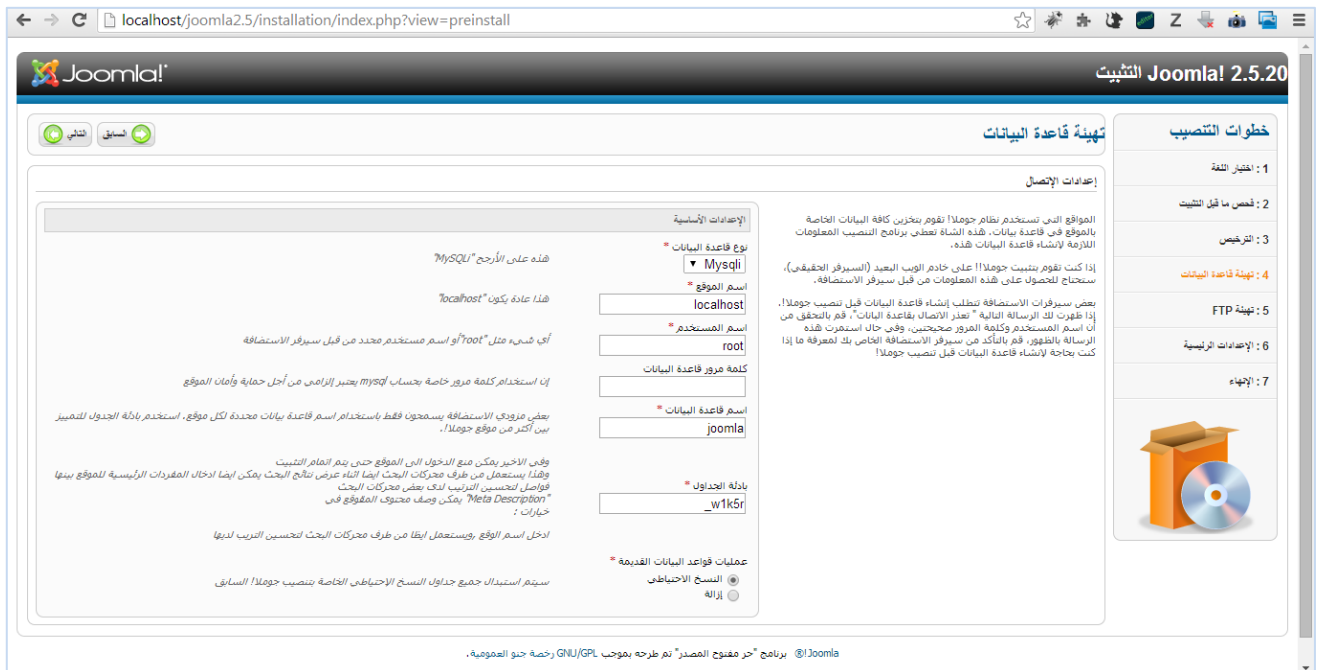 localhost/joomla2.5/installation/index.php?view=preinstall
Joomla!
Joomla! 2.5.20 التثبيت
خطوات التنصيب
1 : اختيار اللغة
2 : فحص ما قبل التثبيت
3 : الترخيص
4 : تهيئة قاعدة البيانات
5 : تهيئة FTP
6 : الإعدادات الرئيسية
7 : الإنهاء
تهيئة قاعدة البيانات
السابق
التالي
إعدادات الإتصال
المواقع التي تستخدم نظام جوملا! تقوم بتخزين كافة البيانات الخاصة
بالموقع في قاعدة بيانات. هذه الشاة تعطي برنامج التنصيب المعلومات
اللازمة لإنشاء قاعدة البيانات هذه.
إذا كنت تقوم بتثبيت جوملا!! على خادم الويب البعيد (السيرفر الحقيقي)،
ستحتاج للحصول على هذه المعلومات من قبل سيرفر الاستضافة.
بعض سيرفرات الاستضافة تتطلب إنشاء قاعدة البيانات قبل تنصيب جوملا!.
إذا ظهرت لك الرسالة التالية " تعذر الاتصال بقاعدة البانات"، قم بالتحقق من
أن اسم المستخدم وكلمة المرور صحيحتين، وفي حال استمرت هذه
الرسالة بالظهور، قم بالتأكد من سيرفر الاستضافة الخاص بك لمعرفة ما إذا
كنت بحاجة لإنشاء قاعدة البيانات قبل تنصيب جوملا!
الإعدادات الأساسية
نوع قاعدة البيانات *
Mysqli
هذه على الأرجح "MySQLi"
اسم الموقع *
localhost
هذا عادة يكون "localhost"
اسم المستخدم *
root
أي شيء مثل "root" أو اسم مستخدم محدد من قبل سيرفر الاستضافة
كلمة مرور قاعدة البيانات
إن استخدام كلمة مرور خاصة بحساب mysql يعتبر إلزامي من أجل حماية وأمان الموقع
اسم قاعدة البيانات *
joomla
بعض مزودي الاستضافة يسمحون فقط باستخدام اسم قاعدة بيانات محددة لكل موقع. استخدم بادئة الجدول للتمييز
بين أكثر من موقع جوملا!.
بادئة الجداول *
_w1k5r
وفي الاخير يمكن منع الدخول الى الموقع حتى يتم اتمام التثبيت
وهذا يستعمل من طرف محركات البحث ايضا اثناء عرض نتائج البحث يمكن ايضا ادخال المفردات الرئيسية للموقع بينها
فواصل لتحسين الترتيب لدى بعض محركات البحث
"Meta Description" يمكن وصف محتوى المقوقع في
خيارات :
ادخل اسم الوقع ,ويستعمل ايظا من طرف محركات البحث لتحسين التريب لديها
عمليات قواعد البيانات القديمة *
النسخ الاحتياطي
إزالة
سيتم استبدال جميع جداول النسخ الإحتياطي الخاصة بتنصيب جوملا! السابق
Joomla!® برنامج "حر مفتوح المصدر" تم طرحه بموجب GNU/GPL رخصة جنو العمومية.